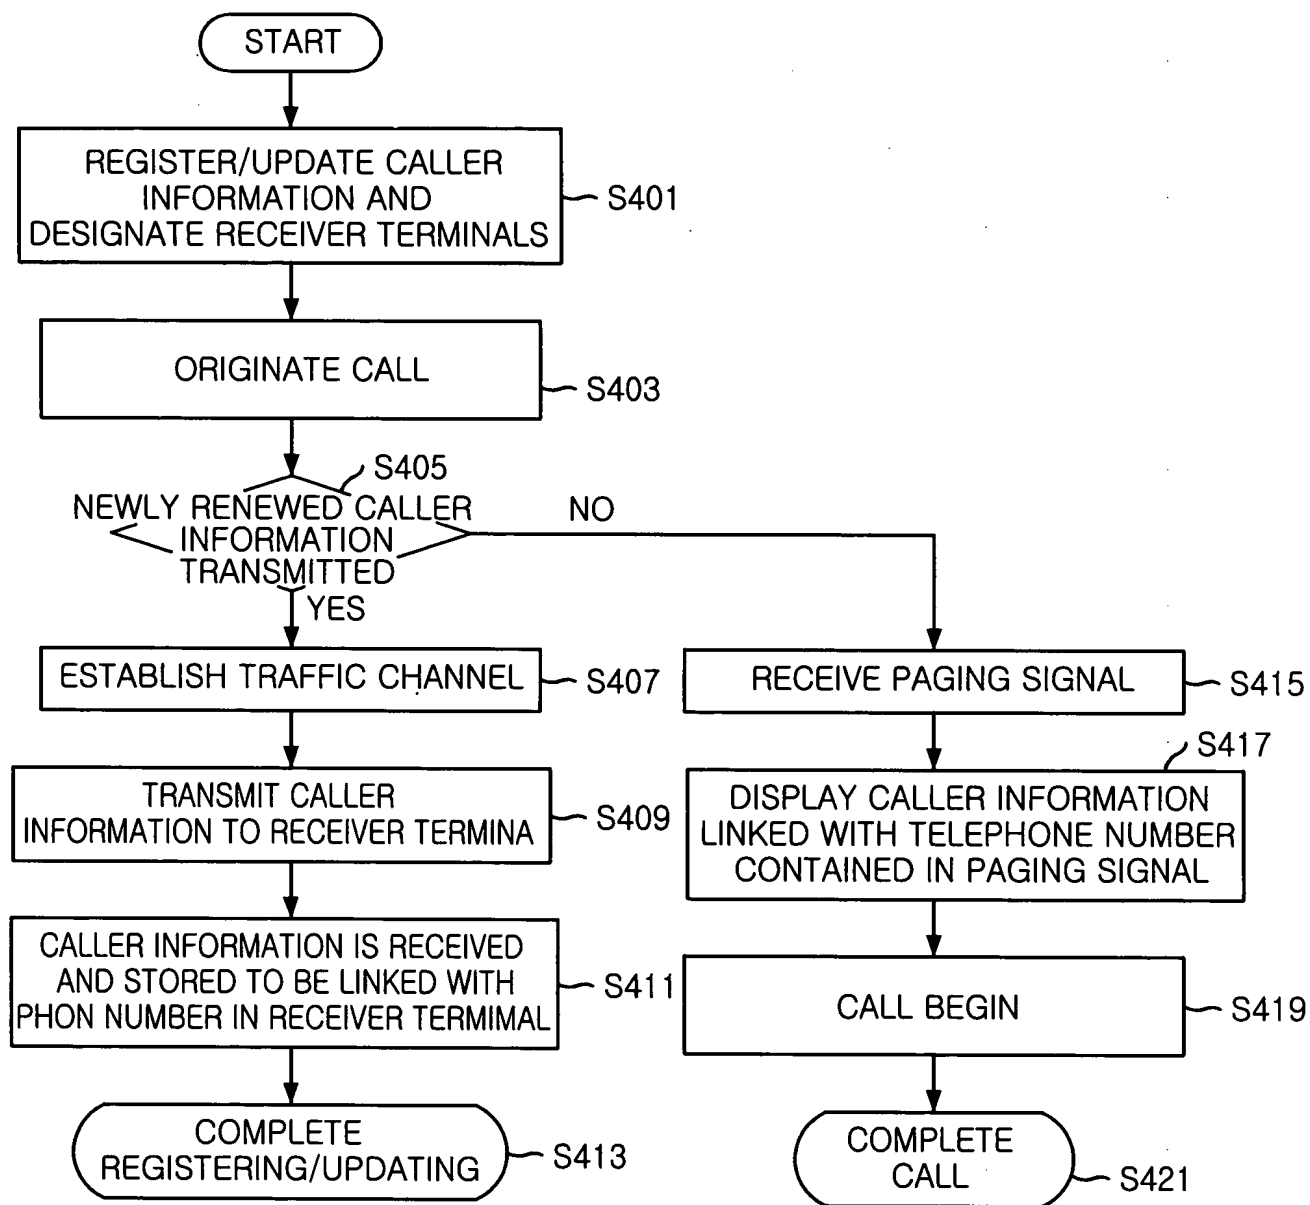 START
REGISTER/UPDATE CALLER
INFORMATION AND
DESIGNATE RECEIVER TERMINALS
S401
ORIGINATE CALL
S403
S405
NEWLY RENEWED CALLER
INFORMATION
TRANSMITTED
NO
YES
ESTABLISH TRAFFIC CHANNEL
S407
TRANSMIT CALLER
INFORMATION TO RECEIVER TERMINA
S409
CALLER INFORMATION IS RECEIVED
AND STORED TO BE LINKED WITH
PHON NUMBER IN RECEIVER TERMIMAL
S411
COMPLETE
REGISTERING/UPDATING
S413
RECEIVE PAGING SIGNAL
S415
S417
DISPLAY CALLER INFORMATION
LINKED WITH TELEPHONE NUMBER
CONTAINED IN PAGING SIGNAL
CALL BEGIN
S419
COMPLETE
CALL
S421